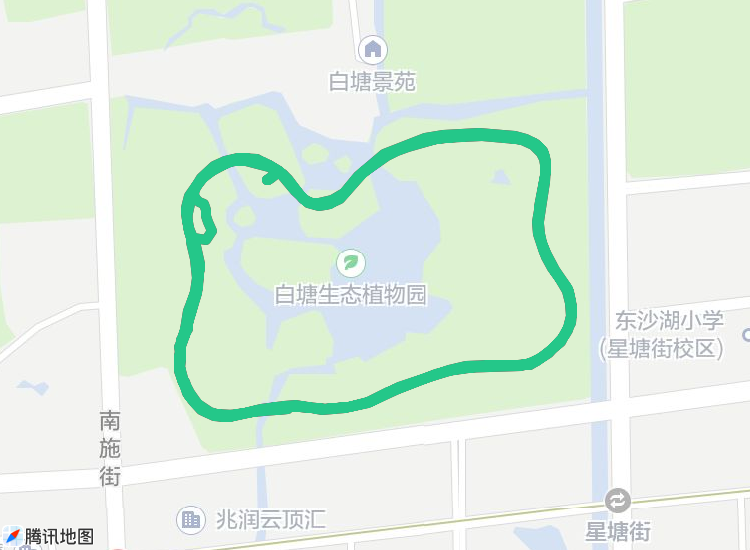 白塘景苑
白塘生态植物园
东沙湖小学
(星塘街校区)
南
施
街
兆润云顶汇
星塘街
腾讯地图